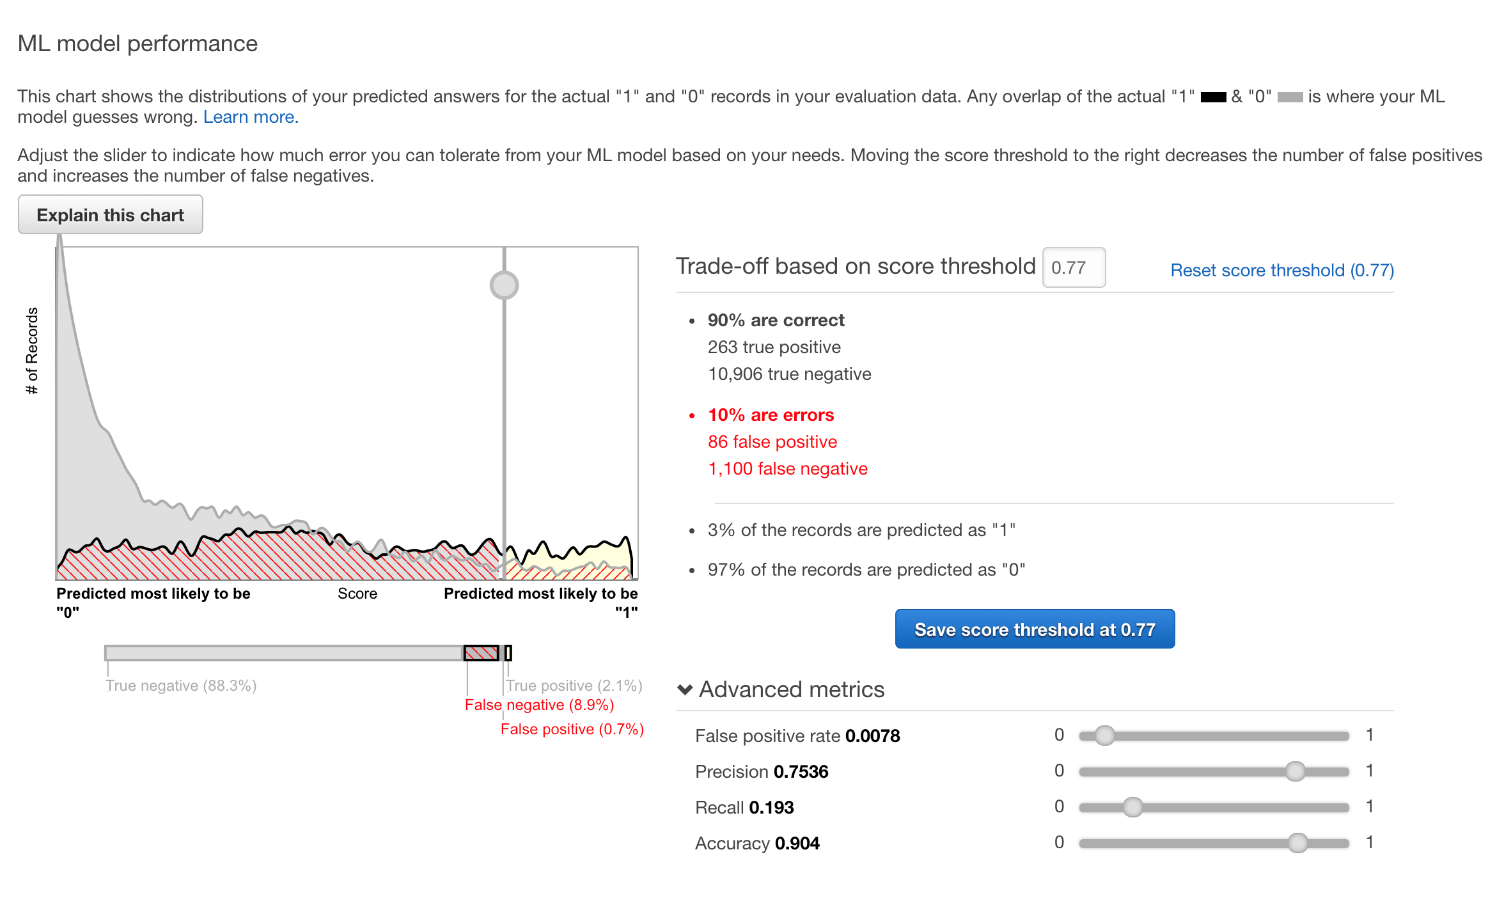 ML model performance
This chart shows the distributions of your predicted answers for the actual "1" and "0" records in your evaluation data. Any overlap of the actual "1" & "0" is where your ML
model guesses wrong. Learn more.
Adjust the slider to indicate how much error you can tolerate from your ML model based on your needs. Moving the score threshold to the right decreases the number of false positives
and increases the number of false negatives.
Explain this chart
# of Records
Predicted most likely to be
"0"
Score
Predicted most likely to be
"1"
True negative (88.3%)
True positive (2.1%)
False negative (8.9%)
False positive (0.7%)
Trade-off based on score threshold 0.77 Reset score threshold (0.77)
• 90% are correct
263 true positive
10,906 true negative
• 10% are errors
86 false positive
1,100 false negative
• 3% of the records are predicted as "1"
• 97% of the records are predicted as "0"
Save score threshold at 0.77
Advanced metrics
False positive rate 0.0078 0 1
Precision 0.7536 0 1
Recall 0.193 0 1
Accuracy 0.904 0 1